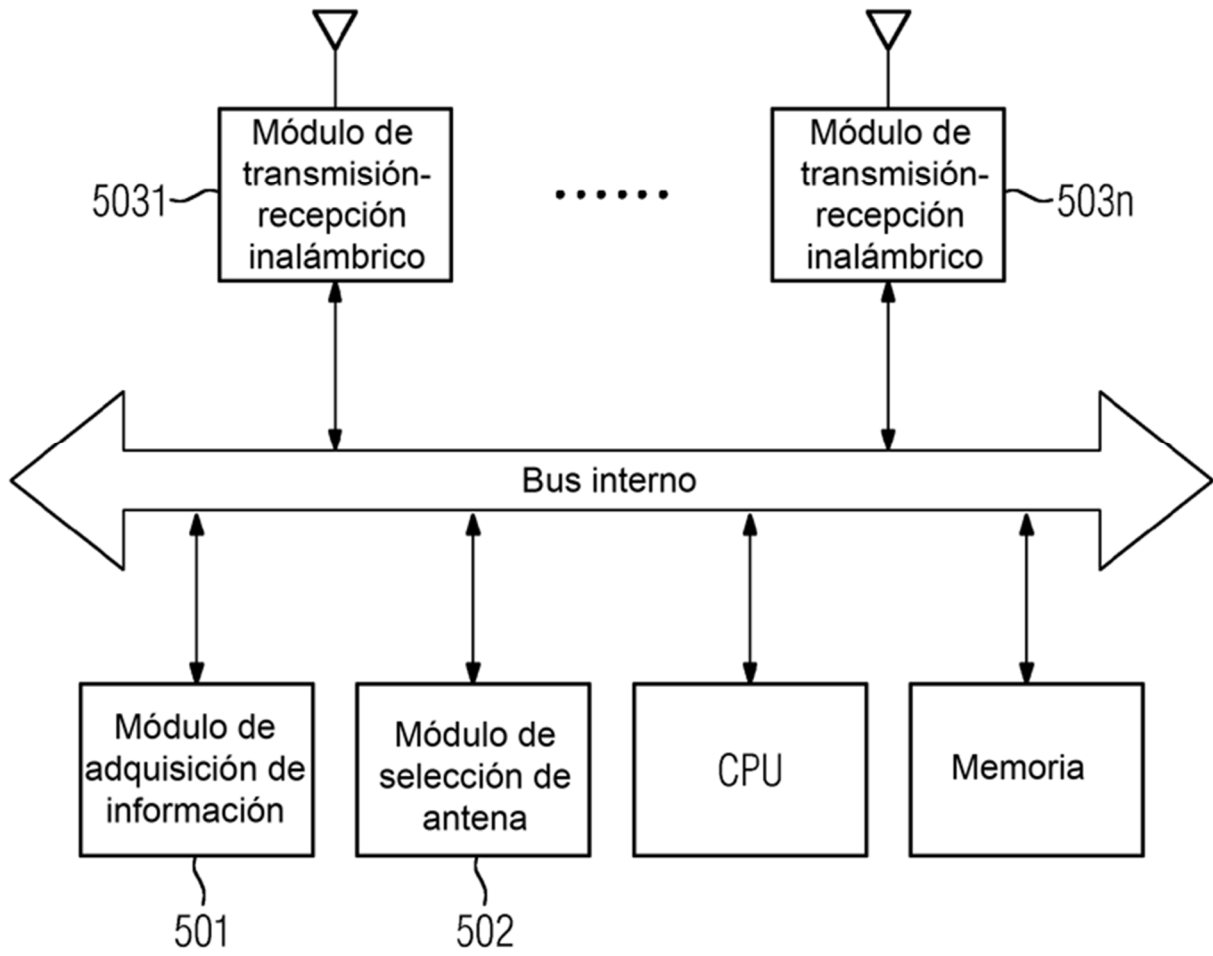 Módulo de
transmisión-
recepción
inalámbrico
5031
......
Módulo de
transmisión-
recepción
inalámbrico
503n
Bus interno
Módulo de
adquisición de
información
501
Módulo de
selección de
antena
502
CPU
Memoria